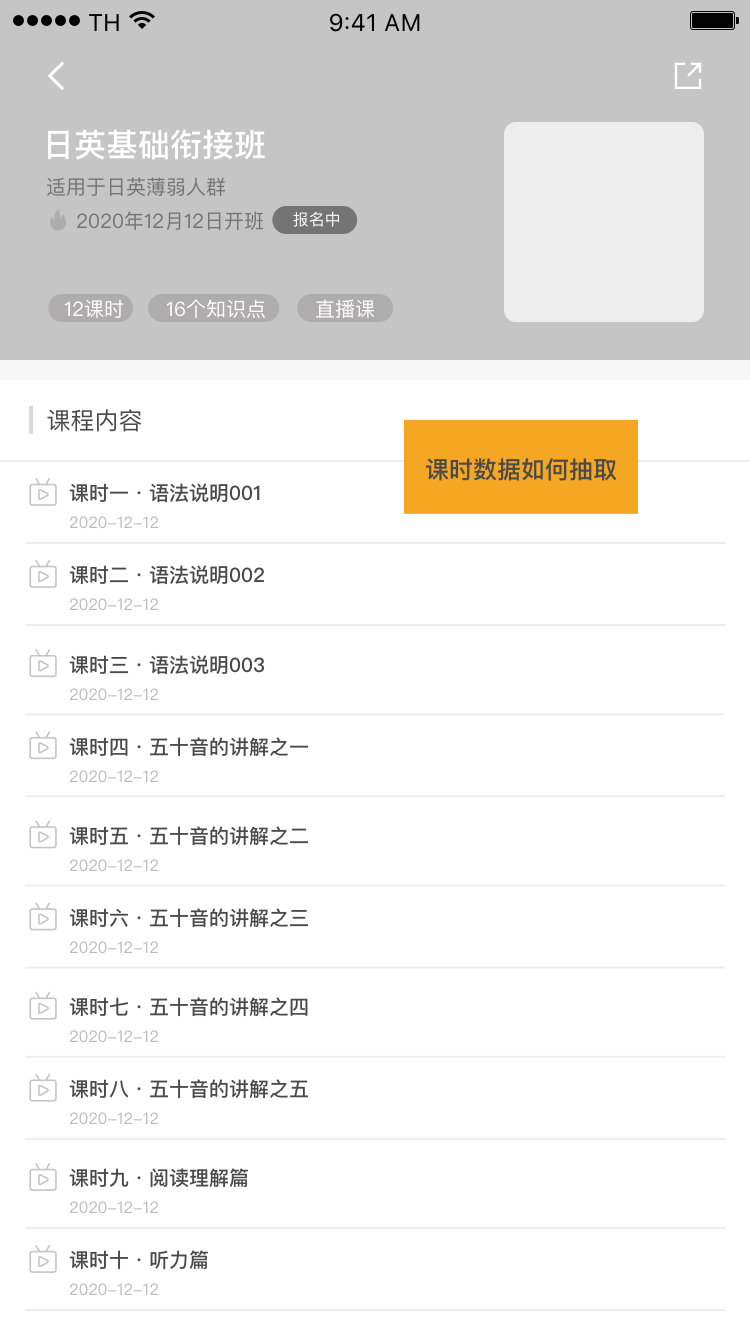 TH 9:41 AM
日英基础衔接班
适用于日英薄弱人群
2020年12月12日开班 报名中
12课时 16个知识点 直播课
课程内容
课时数据如何抽取
课时一·语法说明001
2020-12-12
课时二·语法说明002
2020-12-12
课时三·语法说明003
2020-12-12
课时四·五十音的讲解之一
2020-12-12
课时五·五十音的讲解之二
2020-12-12
课时六·五十音的讲解之三
2020-12-12
课时七·五十音的讲解之四
2020-12-12
课时八·五十音的讲解之五
2020-12-12
课时九·阅读理解篇
2020-12-12
课时十·听力篇
2020-12-12